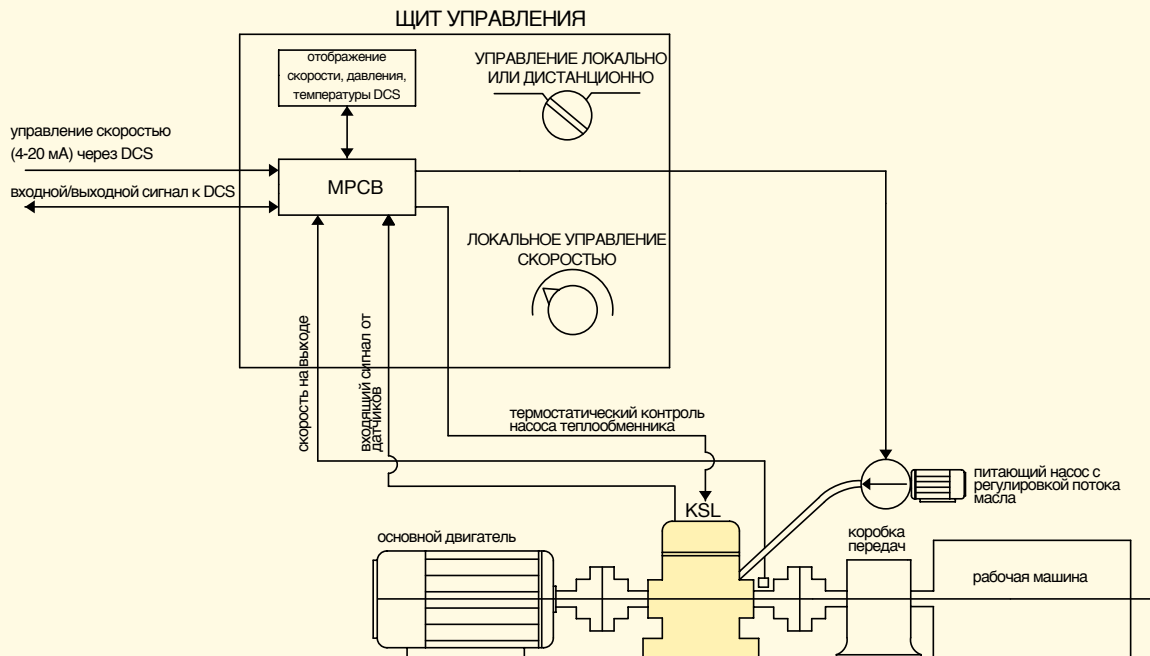 ЩИТ УПРАВЛЕНИЯ
отображение
скорости, давления,
температуры DCS
УПРАВЛЕНИЕ ЛОКАЛЬНО
ИЛИ ДИСТАНЦИОННО
управление скоростью
(4-20 мА) через DCS
входной/выходной сигнал к DCS
МРСВ
ЛОКАЛЬНОЕ УПРАВЛЕНИЕ
СКОРОСТЬЮ
скорость на выходе
входящий сигнал от
датчиков
термостатический контроль
насоса теплообменника
питающий насос с
регулировкой потока
масла
KSL
основной двигатель
коробка
передач
рабочая машина